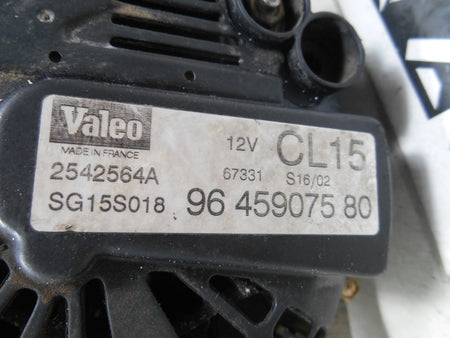 Valeo
MADE IN FRANCE
12V CL15
2542564A 67331 S16/02
SG15S018 96 459075 80